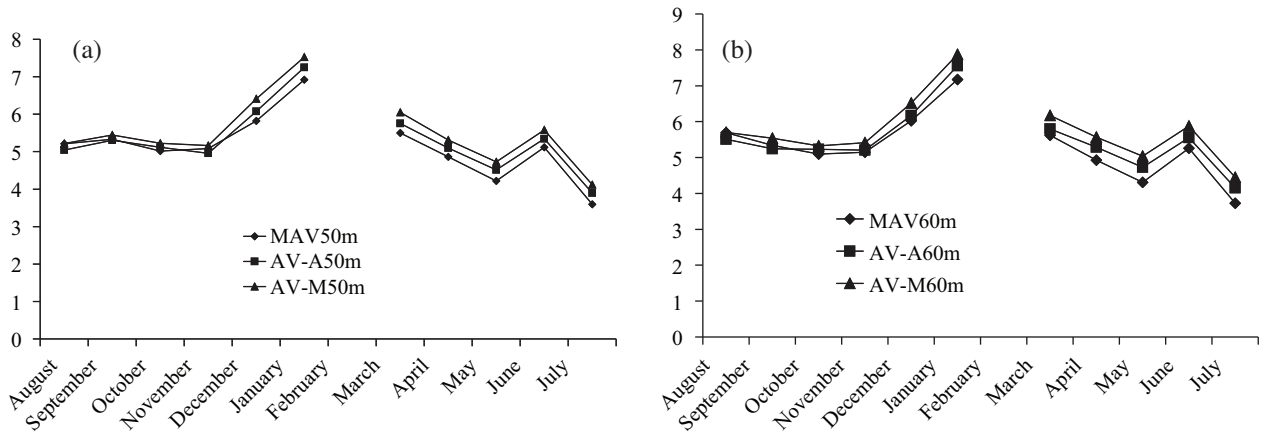 (a)
8
7
6
5
4
3
2
1
0
MAV50m
AV-A50m
AV-M50m
August
September
October
November
December
January
February
March
April
May
June
July
(b)
9
8
7
6
5
4
3
2
1
0
MAV60m
AV-A60m
AV-M60m
August
September
October
November
December
January
February
March
April
May
June
July